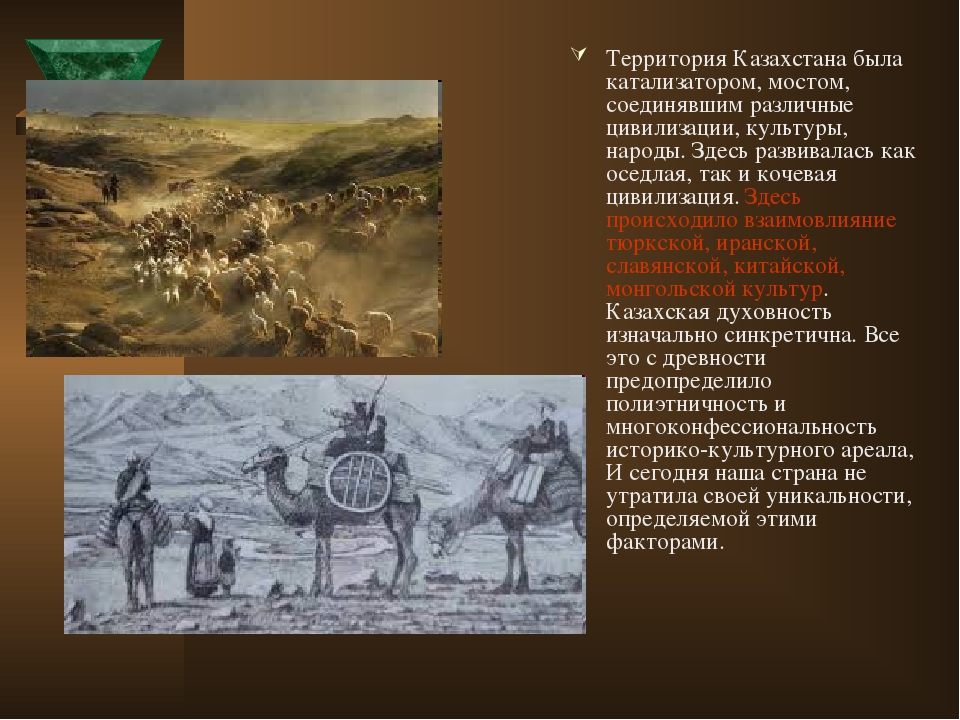 Территория Казахстана была
катализатором, мостом,
соединявшим различные
цивилизации, культуры,
народы. Здесь развивалась как
оседлая, так и кочевая
цивилизация. Здесь
происходило взаимовлияние
тюркской, иранской,
славянской, китайской,
монгольской культур.
Казахская духовность
изначально синкретична. Все
это с древности
предопределило
полиэтничность и
многоконфессиональность
историко-культурного ареала,
И сегодня наша страна не
утратила своей уникальности,
определяемой этими
факторами.